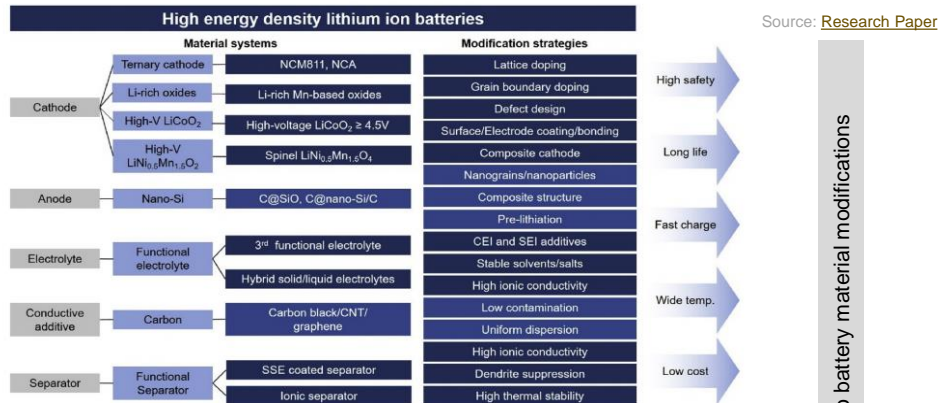 High energy density lithium ion batteries
Source: Research Paper
Material systems
Modification strategies
Cathode
Ternary cathode
NCM811, NCA
Li-rich oxides
Li-rich Mn-based oxides
High-V LiCoO₂
High-voltage LiCoO₂ ≥ 4.5V
High-V
LiNi₀.₅Mn₁.₅O₂
Spinel LiNi₀.₅Mn₁.₅O₄
Anode
Nano-Si
C@SiO, C@nano-Si/C
Electrolyte
Functional
electrolyte
3ʳᵈ functional electrolyte
Hybrid solid/liquid electrolytes
Conductive
additive
Carbon
Carbon black/CNT/
graphene
Separator
Functional
Separator
SSE coated separator
Ionic separator
Lattice doping
Grain boundary doping
Defect design
Surface/Electrode coating/bonding
Composite cathode
Nanograins/nanoparticles
Composite structure
Pre-lithiation
CEI and SEI additives
Stable solvents/salts
High ionic conductivity
Low contamination
Uniform dispersion
High ionic conductivity
Dendrite suppression
High thermal stability
High safety
Long life
Fast charge
Wide temp.
Low cost
battery material modifications